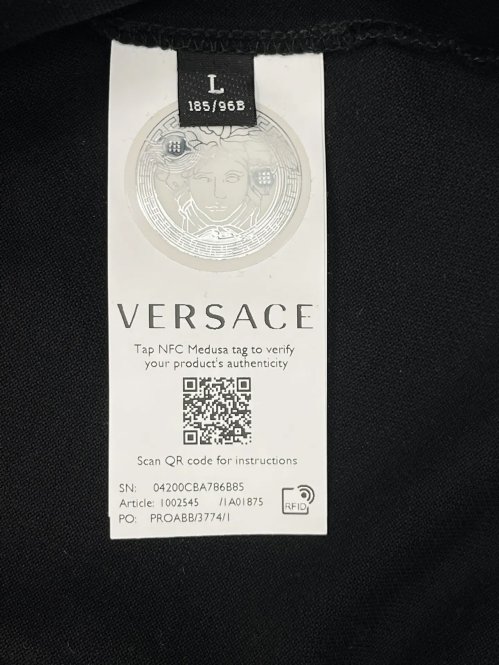 L
185/96B
VERSACE
Tap NFC Medusa tag to verify
your product's authenticity
Scan QR code for instructions
SN: 04200CBA786B85
Article: 1002545 /1A01875
PO: PROABB/3774/1
RFID